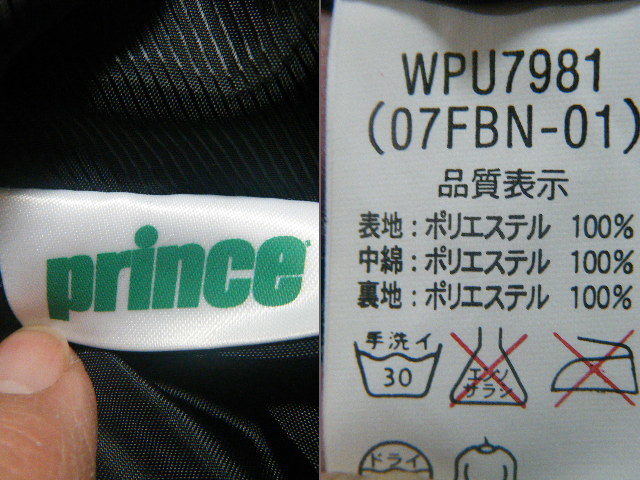 prince
WPU7981
(07FBN-01)
品質表示
表地:ポリエステル 100%
中綿:ポリエステル 100%
裏地:ポリエステル 100%
手洗イ
30
エンソ
サラシ
ドライ